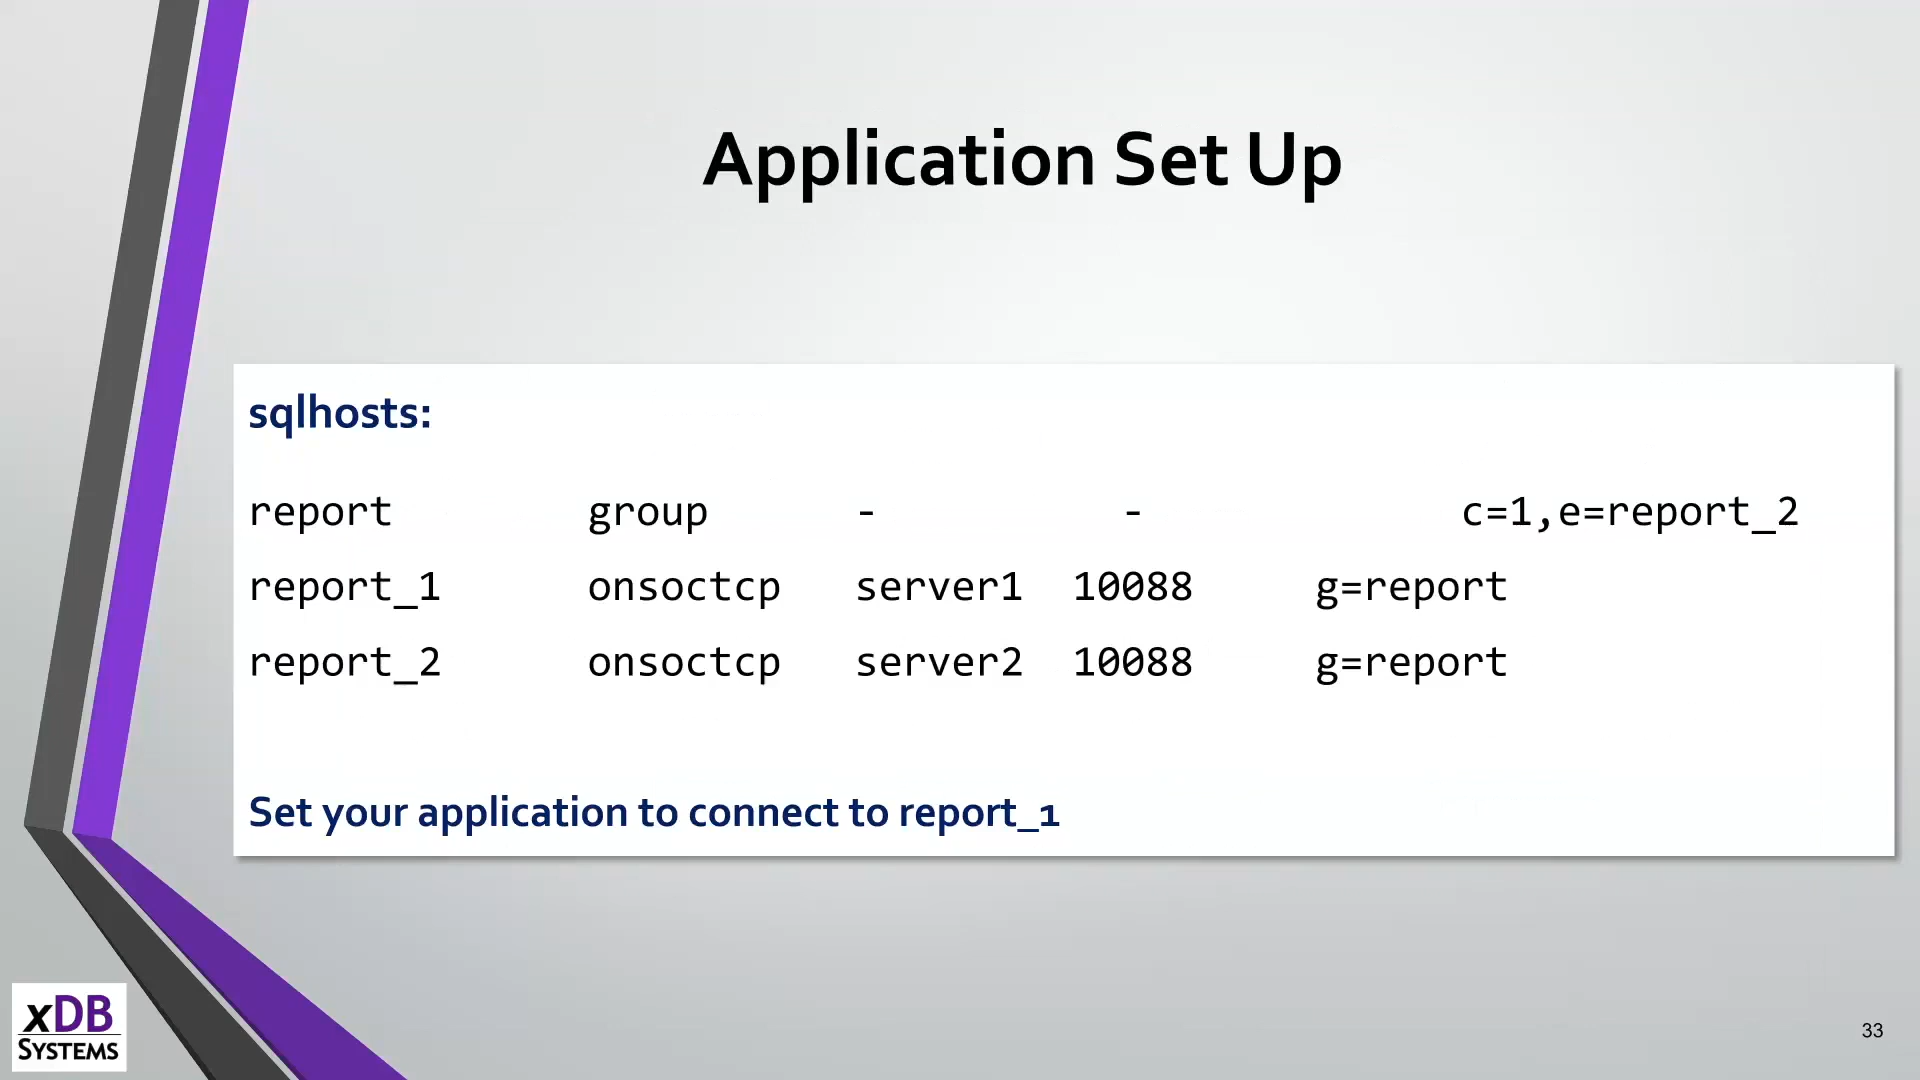 Application Set Up
sqlhosts:
report group - - c=1,e=report_2
report_1 onsoctcp server1 10088 g=report
report_2 onsoctcp server2 10088 g=report
Set your application to connect to report_1
xDB
SYSTEMS
33